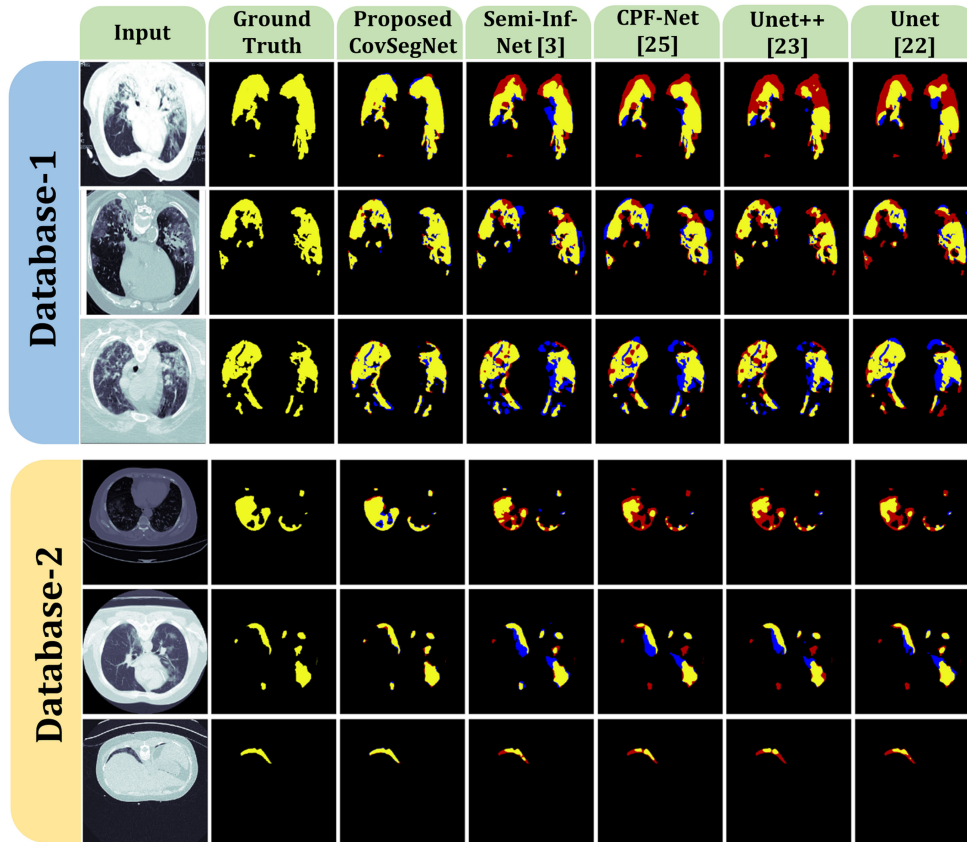 Input
Ground
Truth
Proposed
CovSegNet
Semi-Inf-
Net [3]
CPF-Net
[25]
Unet++
[23]
Unet
[22]
Database-1
Database-2